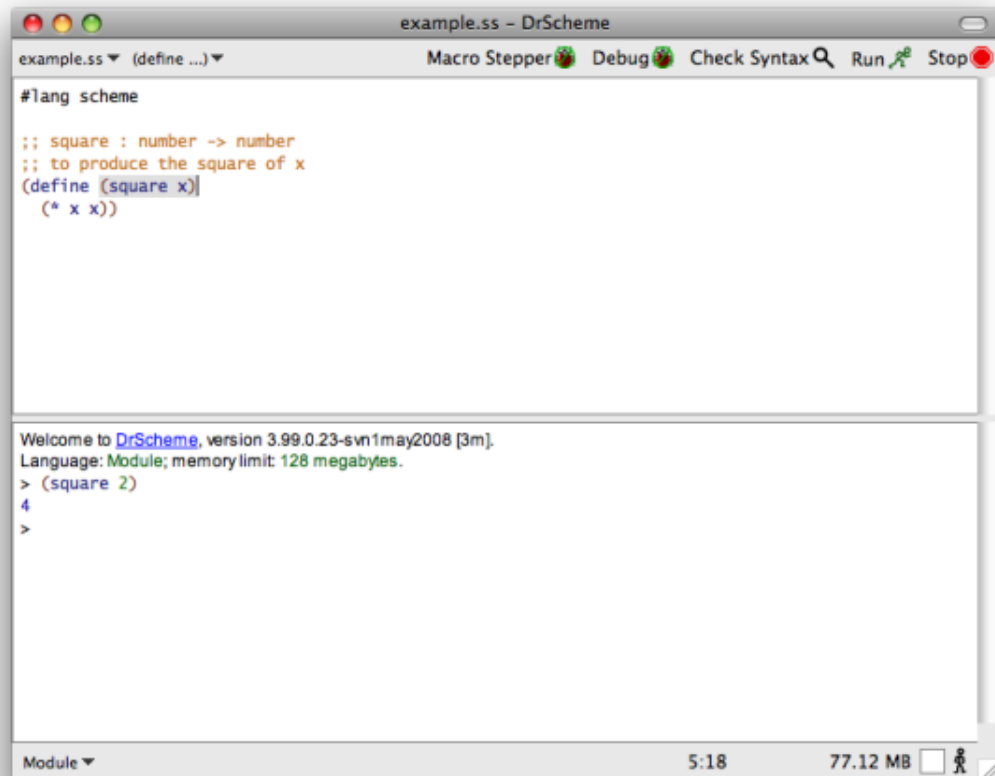 example.ss - DrScheme
example.ss (define ...) Macro Stepper Debug Check Syntax Run Stop
#lang scheme
;; square : number -> number
;; to produce the square of x
(define (square x)
(* x x))
Welcome to DrScheme, version 3.99.0.23-svn1may2008 [3m].
Language: Module; memory limit: 128 megabytes.
> (square 2)
4
>
Module 5:18 77.12 MB